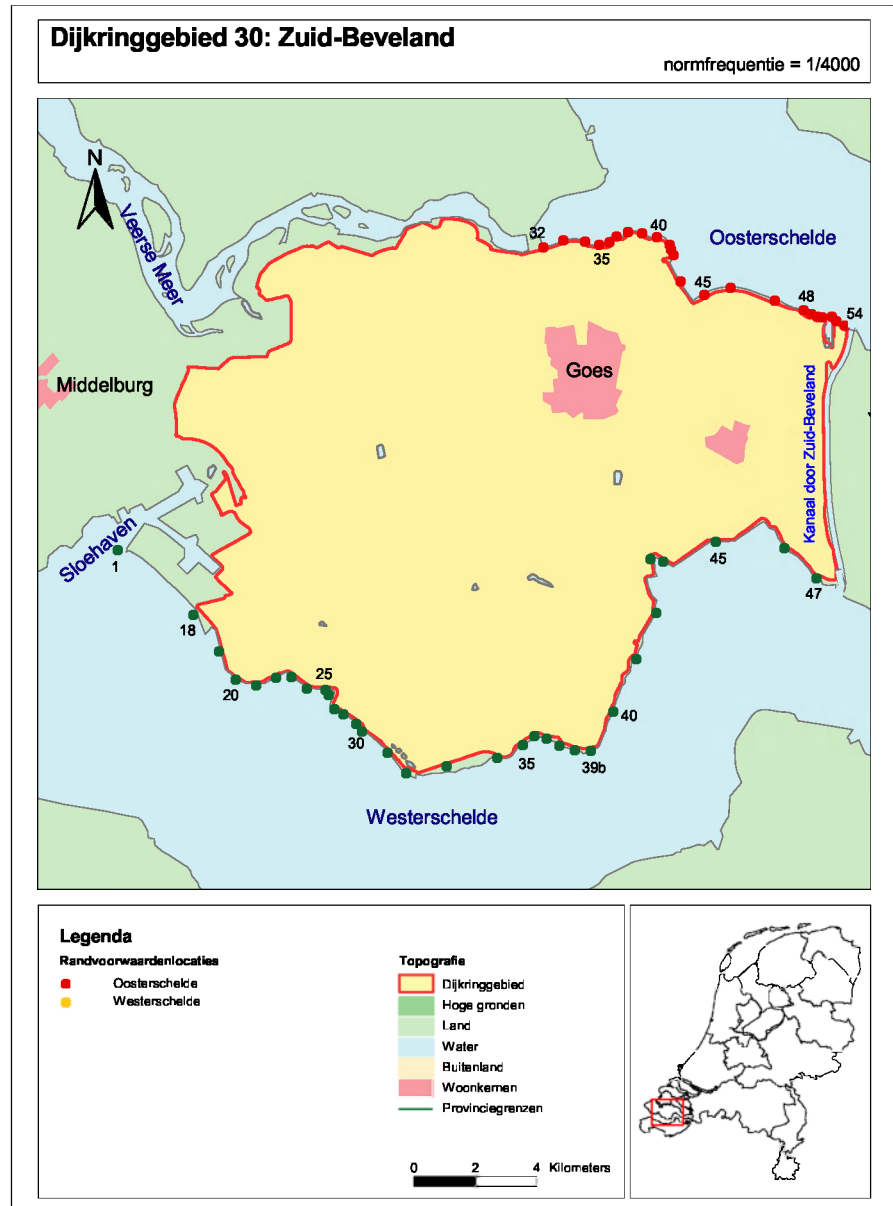 Dijkringgebied 30: Zuid-Beveland
normfrequentie = 1/4000
N
Veerse Meer
32
35
40
Oosterschelde
45
48
54
Middelburg
Goes
Kanaal door Zuid-Beveland
Sloehaven
1
45
47
18
20
25
30
35
39b
40
Westerschelde
Legenda
Randvoorwaardenlocaties
Oosterschelde
Westerschelde
Topografie
Dijkringgebied
Hoge gronden
Land
Water
Buitenland
Woonkernen
Provinciegrenzen
0 2 4 Kilometers